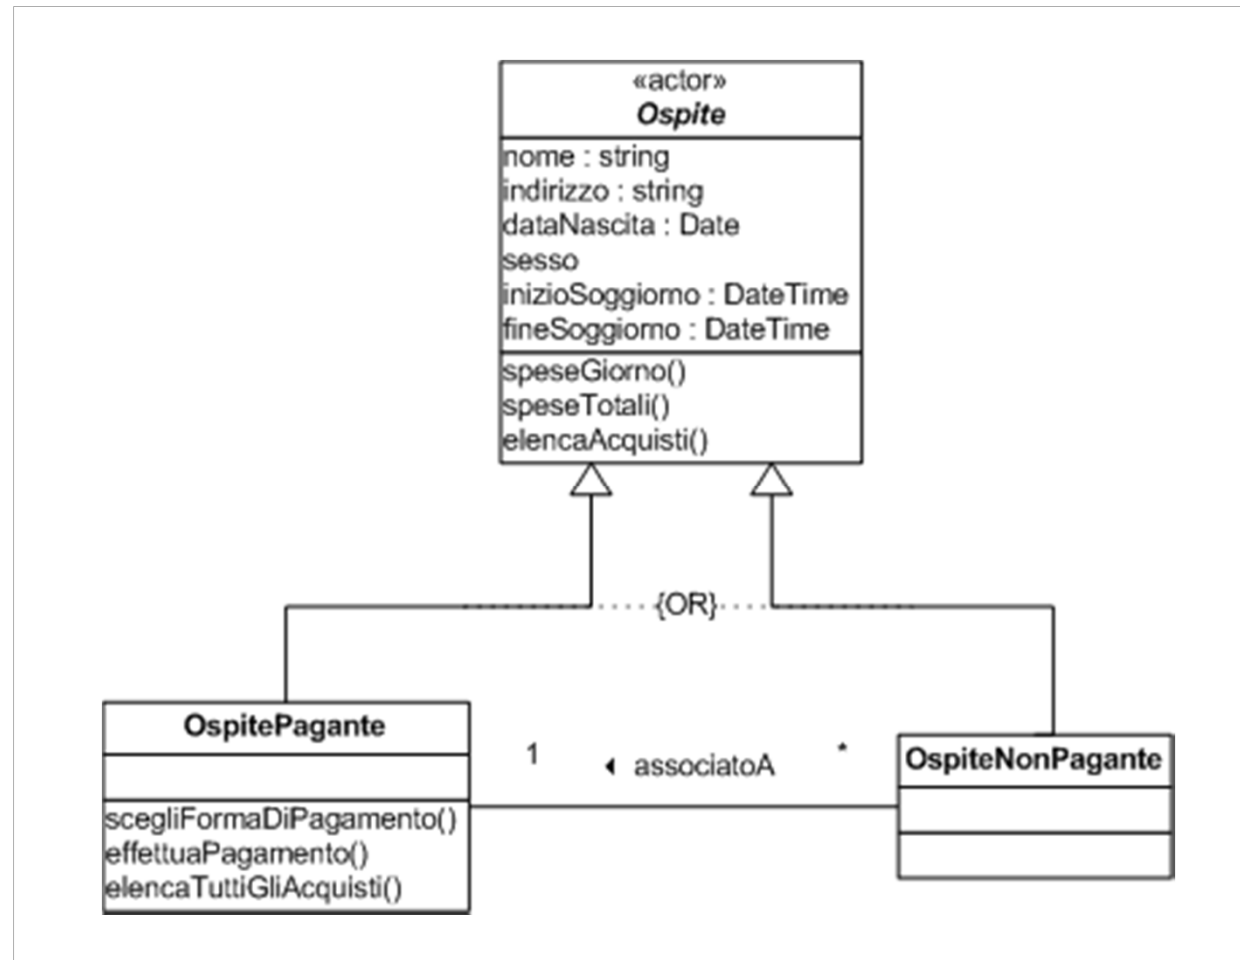 «actor»
Ospite
nome : string
indirizzo : string
dataNascita : Date
sesso
inizioSoggiorno : DateTime
fineSoggiorno : DateTime
speseGiorno()
speseTotali()
elencaAcquisti()
{OR}
OspitePagante
scegliFormaDiPagamento()
effettuaPagamento()
elencaTuttiGliAcquisti()
1
associatoA
*
OspiteNonPagante